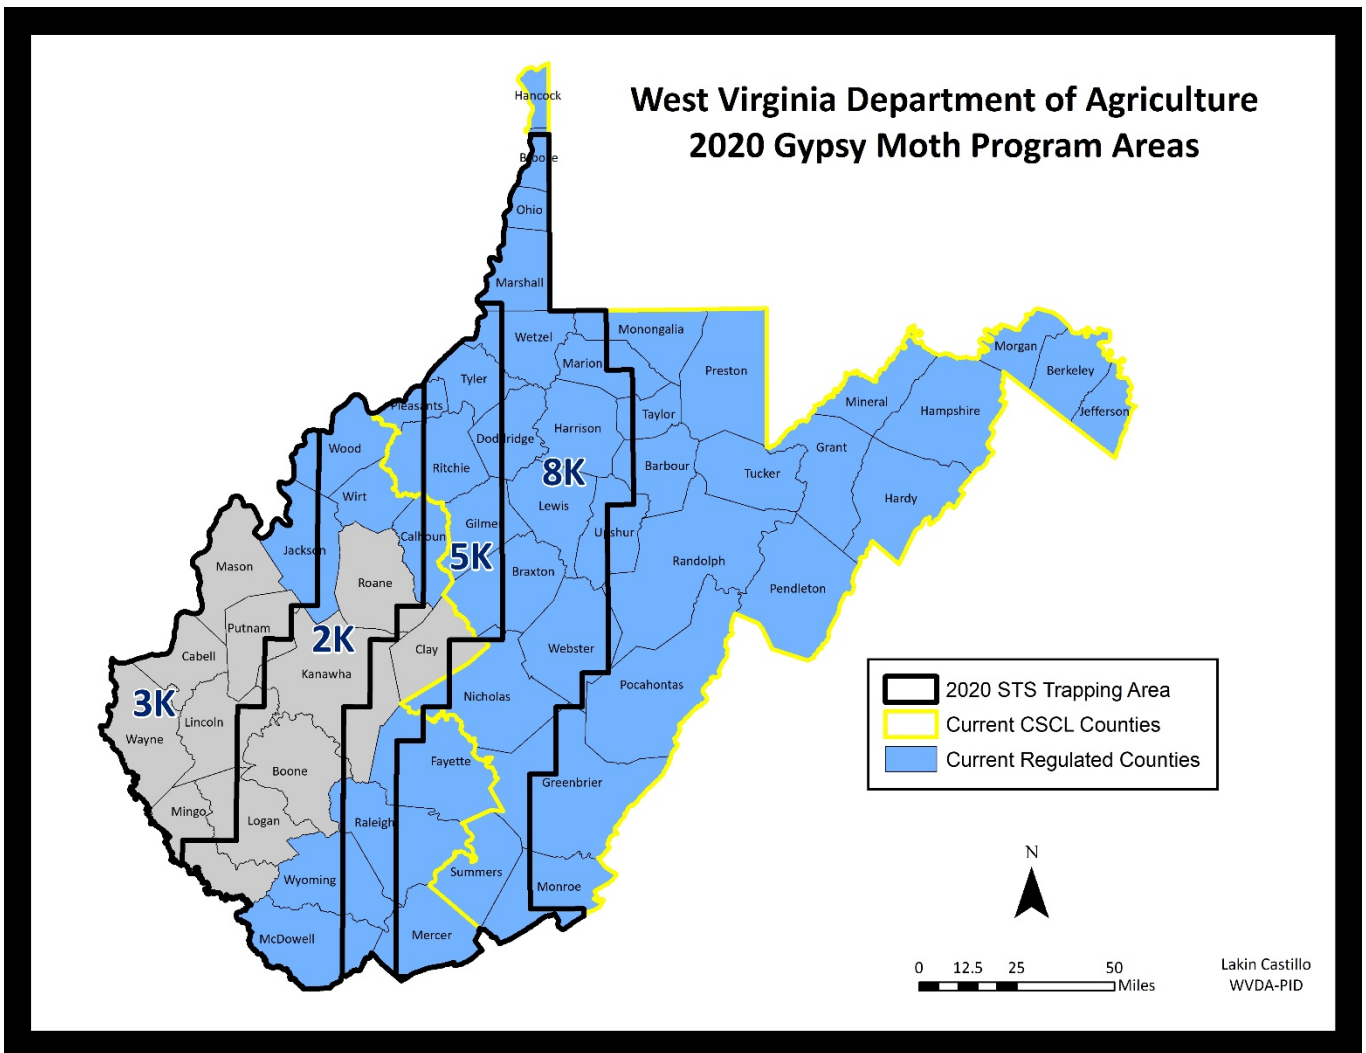 West Virginia Department of Agriculture
2020 Gypsy Moth Program Areas
Hancock
Brooke
Ohio
Marshall
Wetzel
Monongalia
Marion
Preston
Morgan
Berkeley
Jefferson
Tyler
Mineral
Hampshire
Pleasants
Taylor
Harrison
Doddridge
Wood
Grant
Ritchie
Barbour
8K
Tucker
Wirt
Hardy
Lewis
Gilmer
Upshur
Calhoun
Jackson
5K
Randolph
Mason
Braxton
Roane
Pendleton
Putnam
2K
Clay
Webster
Cabell
Kanawha
Pocahontas
3K
Nicholas
Lincoln
Wayne
Fayette
Boone
Greenbrier
Mingo
Logan
Raleigh
Summers
Wyoming
Monroe
Mercer
McDowell
2020 STS Trapping Area
Current CSCL Counties
Current Regulated Counties
N
0 12.5 25 50
Miles
Lakin Castillo
WVDA-PID